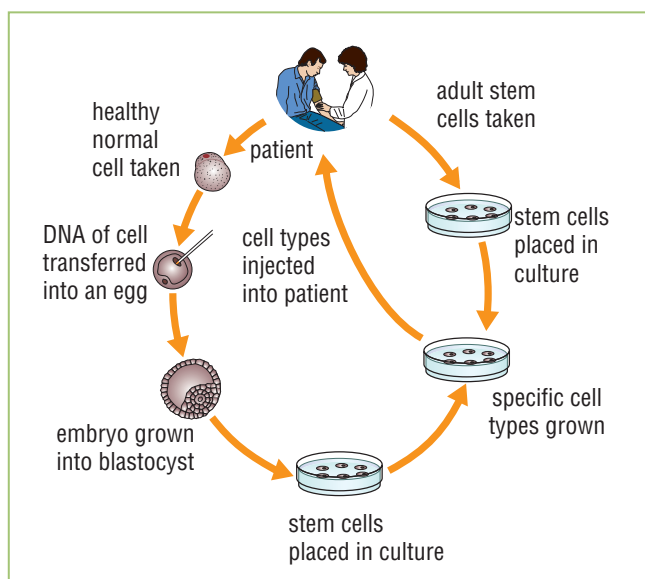 healthy
normal
cell taken
patient
adult stem
cells taken
DNA of cell
transferred
into an egg
cell types
injected
into patient
stem cells
placed in
culture
embryo grown
into blastocyst
specific cell
types grown
stem cells
placed in culture